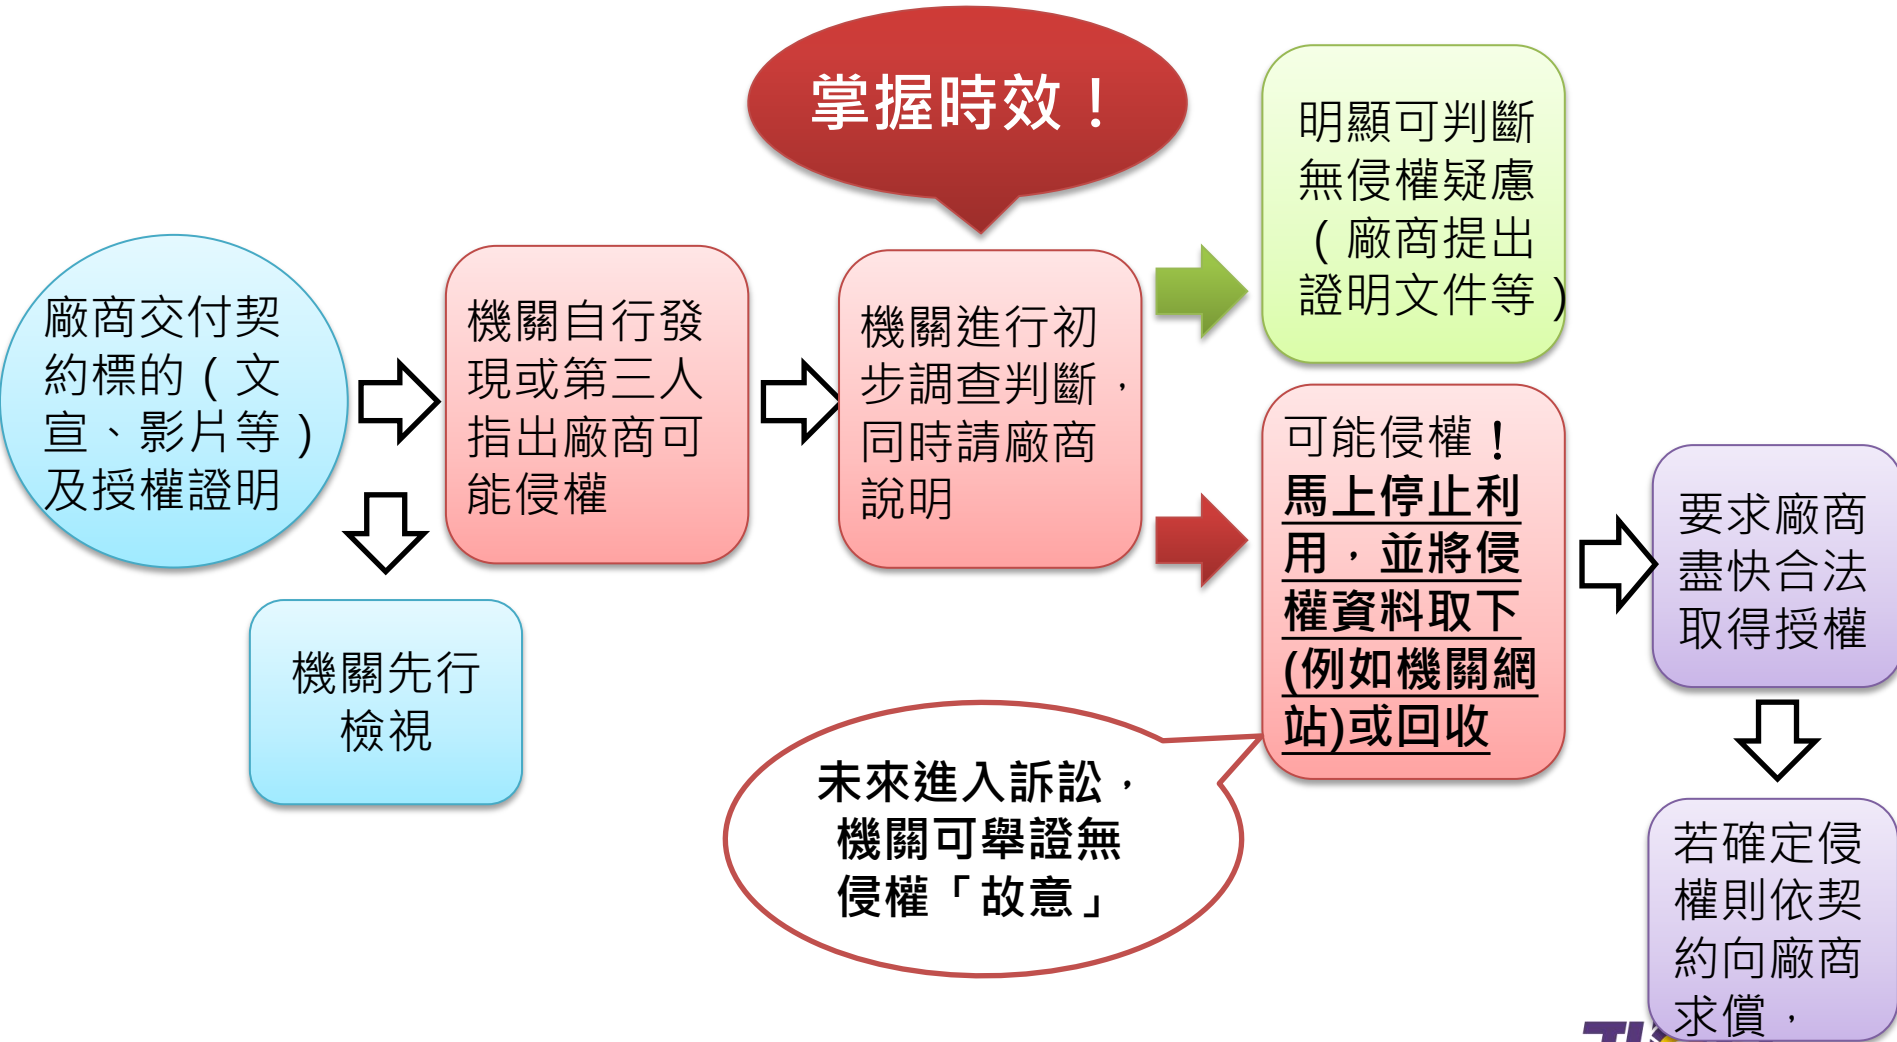 掌握時效！
廠商交付契
約標的（文
宣、影片等）
及授權證明
機關先行
檢視
機關自行發
現或第三人
指出廠商可
能侵權
機關進行初
步調查判斷，
同時請廠商
說明
明顯可判斷
無侵權疑慮
（廠商提出
證明文件等）
可能侵權！
馬上停止利
用，並將侵
權資料取下
(例如機關網
站)或回收
未來進入訴訟，
機關可舉證無
侵權「故意」
要求廠商
盡快合法
取得授權
若確定侵
權則依契
約向廠商
求償，